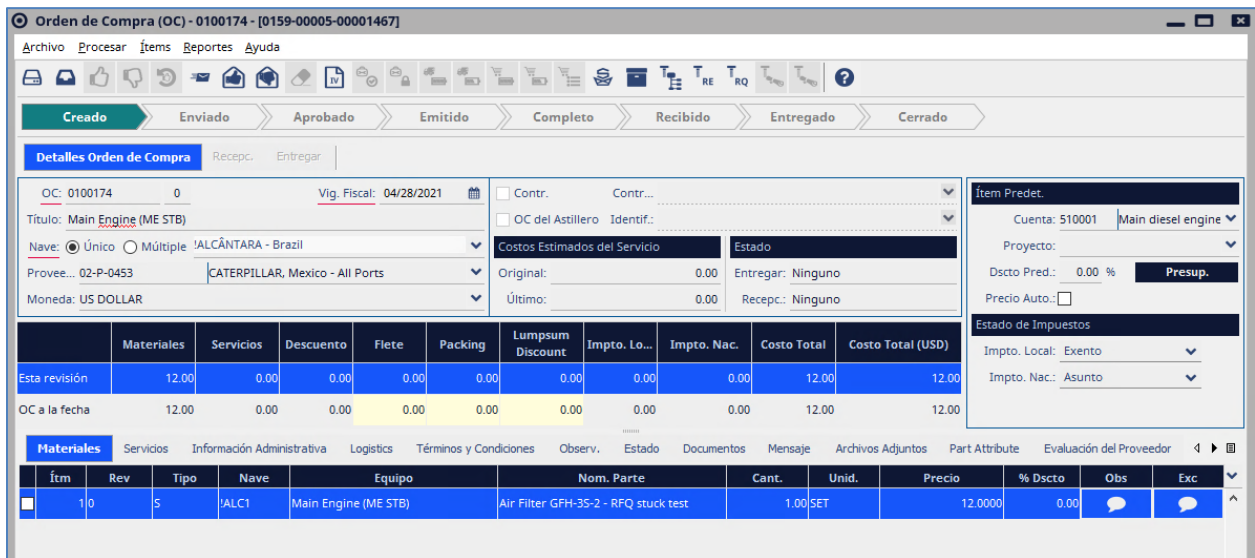 Orden de Compra (OC) - 0100174 - [0159-00005-00001467]
Archivo Procesar Ítems Reportes Ayuda
IV T T RE T RQ T T
Creado Enviado Aprobado Emitido Completo Recibido Entregado Cerrado
Detalles Orden de Compra Recepc. Entregar
OC: 0100174 0 Vig. Fiscal: 04/28/2021 Contr. Contr... Ítem Predet.
Título: Main Engine (ME STB) OC del Astillero Identif.: Cuenta: 510001 Main diesel engine
Nave: Único Múltiple !ALCÂNTARA - Brazil Costos Estimados del Servicio Estado Proyecto:
Provee... 02-P-0453 CATERPILLAR, Mexico - All Ports Original: 0.00 Entregar: Ninguno Dscto Pred.: 0.00 % Presup.
Moneda: US DOLLAR Último: 0.00 Recepc.: Ninguno Precio Auto.:
Estado de Impuestos
Impto. Local: Exento
Impto. Nac.: Asunto
Materiales Servicios Descuento Flete Packing Lumpsum Discount Impto. Lo... Impto. Nac. Costo Total Costo Total (USD)
Esta revisión 12.00 0.00 0.00 0.00 0.00 0.00 0.00 0.00 12.00 12.00
OC a la fecha 12.00 0.00 0.00 0.00 0.00 0.00 0.00 0.00 12.00 12.00
Materiales Servicios Información Administrativa Logistics Términos y Condiciones Observ. Estado Documentos Mensaje Archivos Adjuntos Part Attribute Evaluación del Proveedor
Ítm Rev Tipo Nave Equipo Nom. Parte Cant. Unid. Precio % Dscto Obs Exc
1 0 S !ALC1 Main Engine (ME STB) Air Filter GFH-3S-2 - RFQ stuck test 1.00 SET 12.0000 0.00